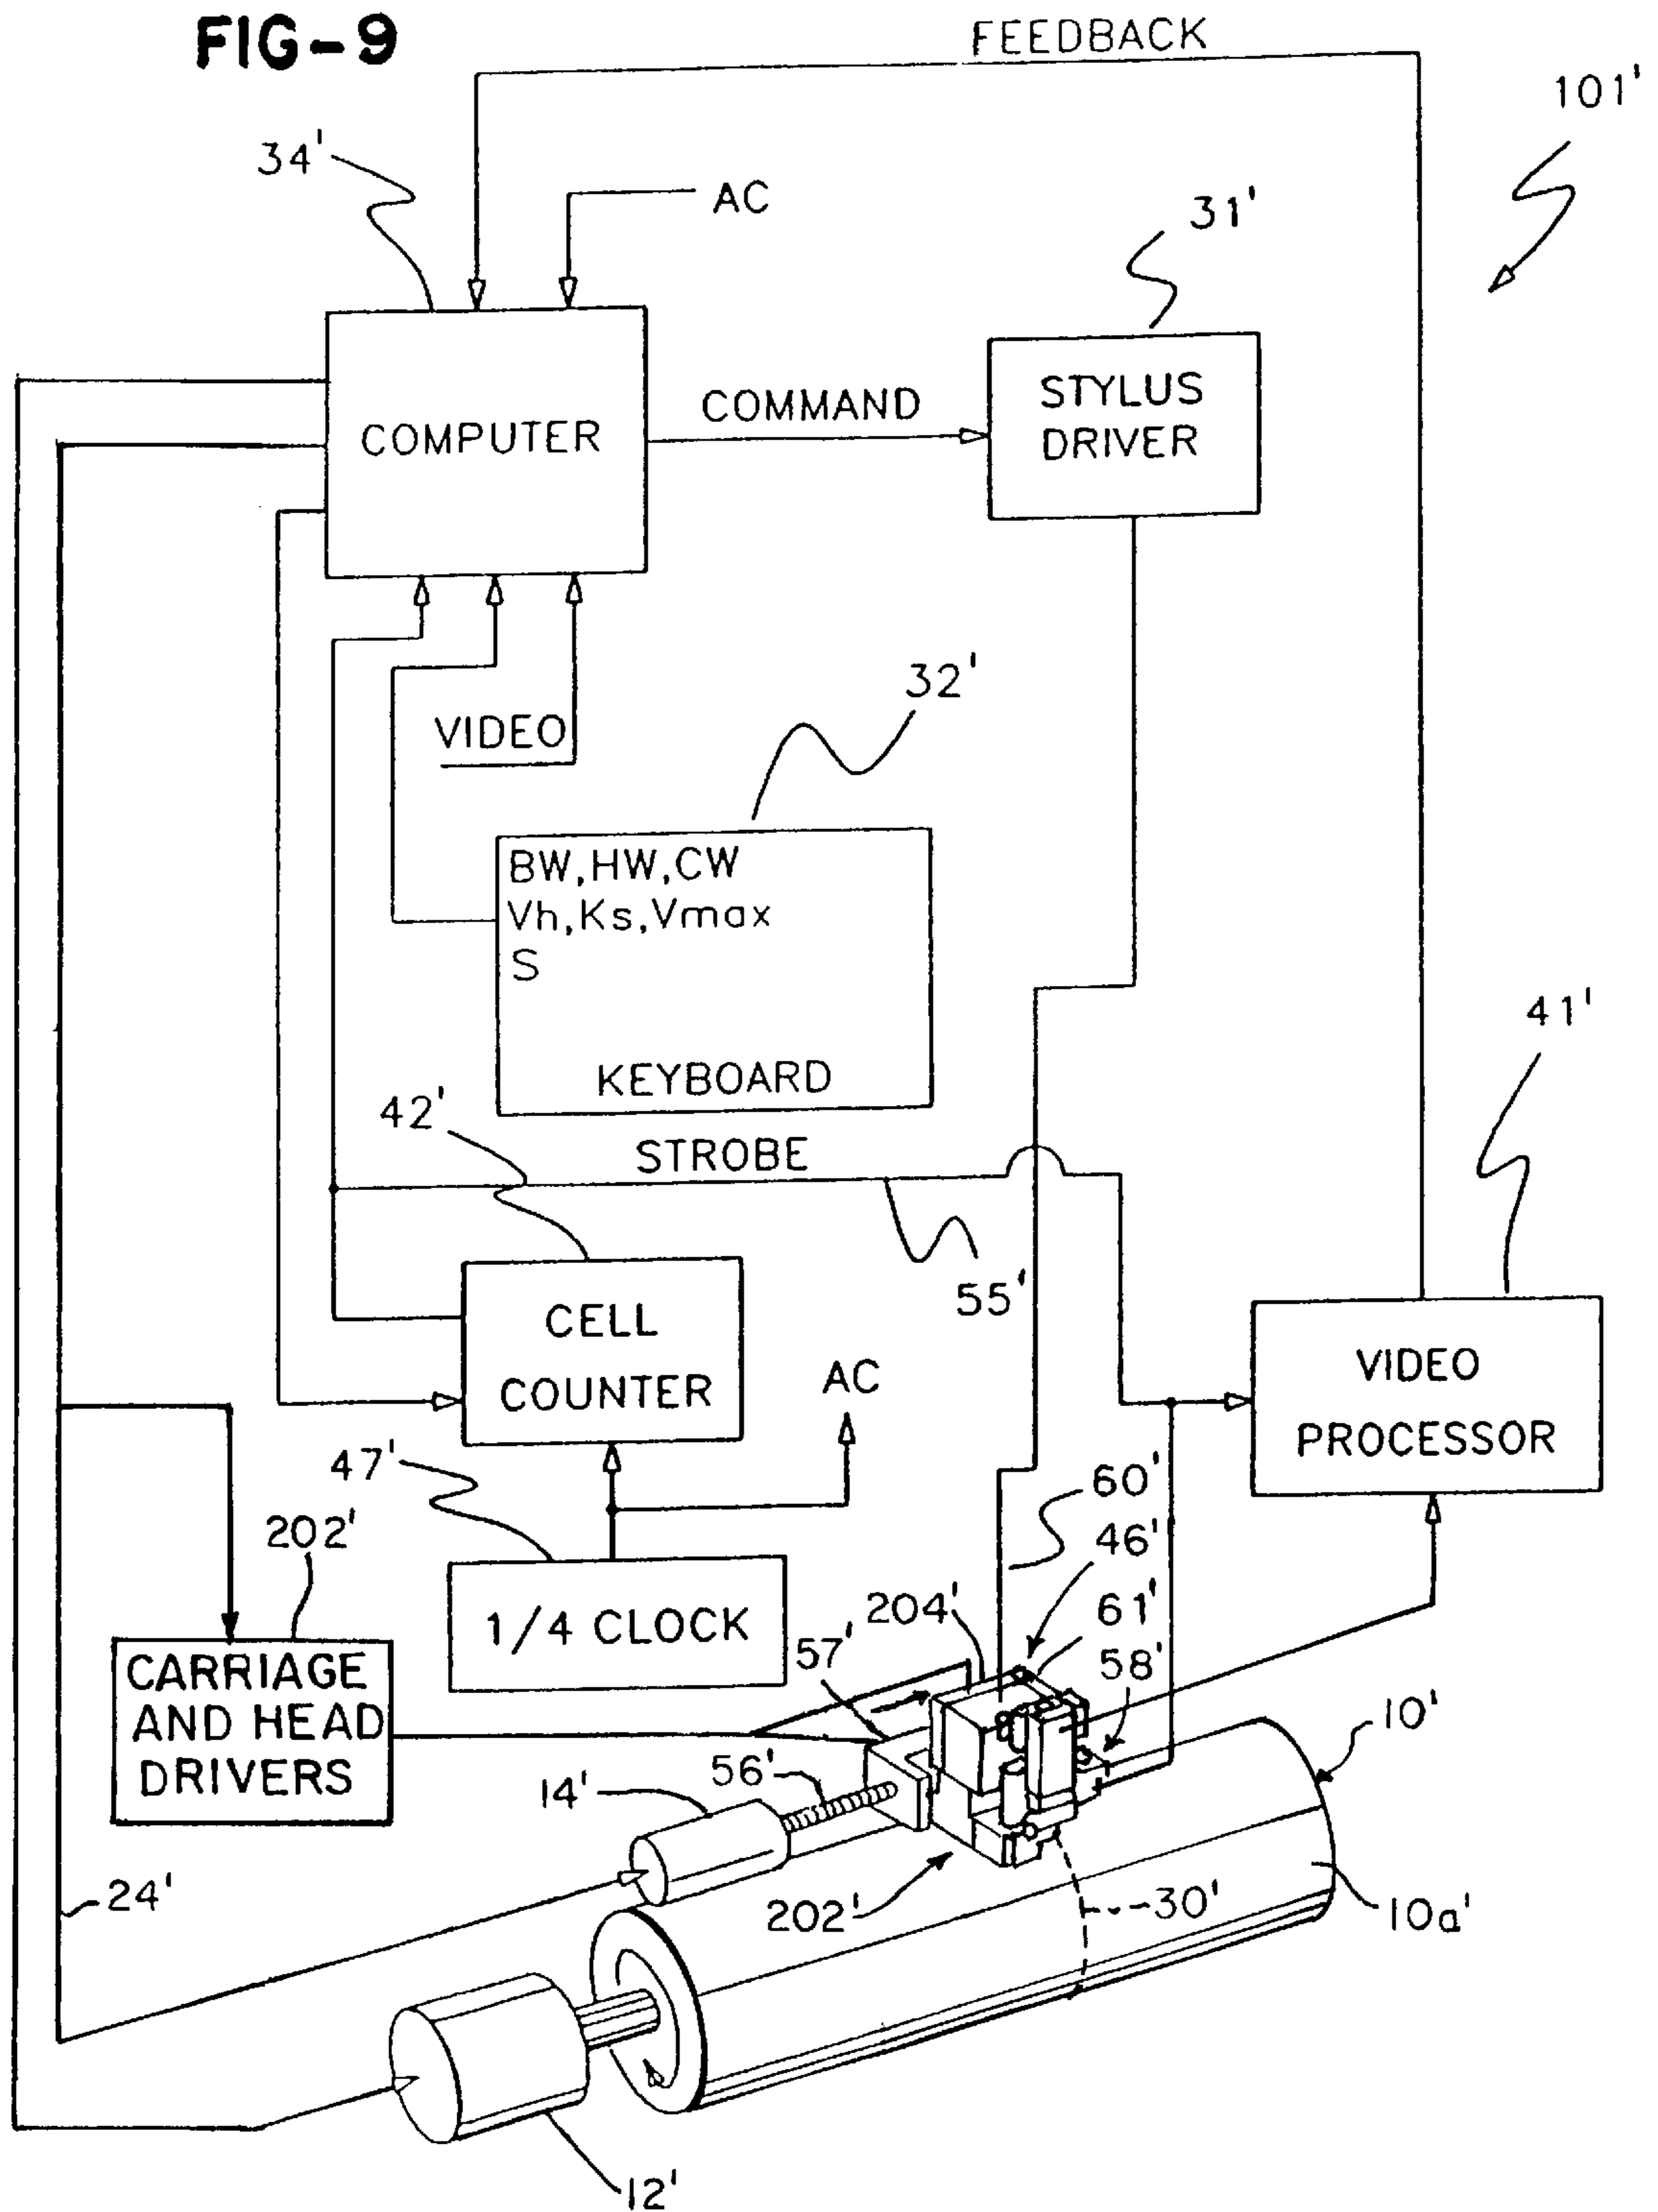 FIG-9
FEEDBACK
101'
34'
AC
31'
COMPUTER
COMMAND
STYLUS
DRIVER
VIDEO
32'
BW,HW,CW
Vh,Ks,Vmax
S
KEYBOARD
41'
42'
STROBE
55'
CELL
COUNTER
AC
VIDEO
PROCESSOR
47'
1/4 CLOCK
202'
CARRIAGE
AND HEAD
DRIVERS
60'
46'
204'
61'
57'
58'
10'
56'
14'
24'
202'
30'
10a'
12'